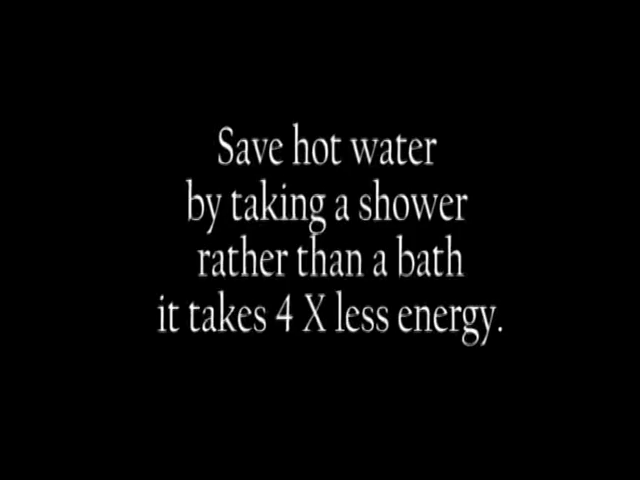 Save hot water
by taking a shower
rather than a bath
it takes 4 X less energy.